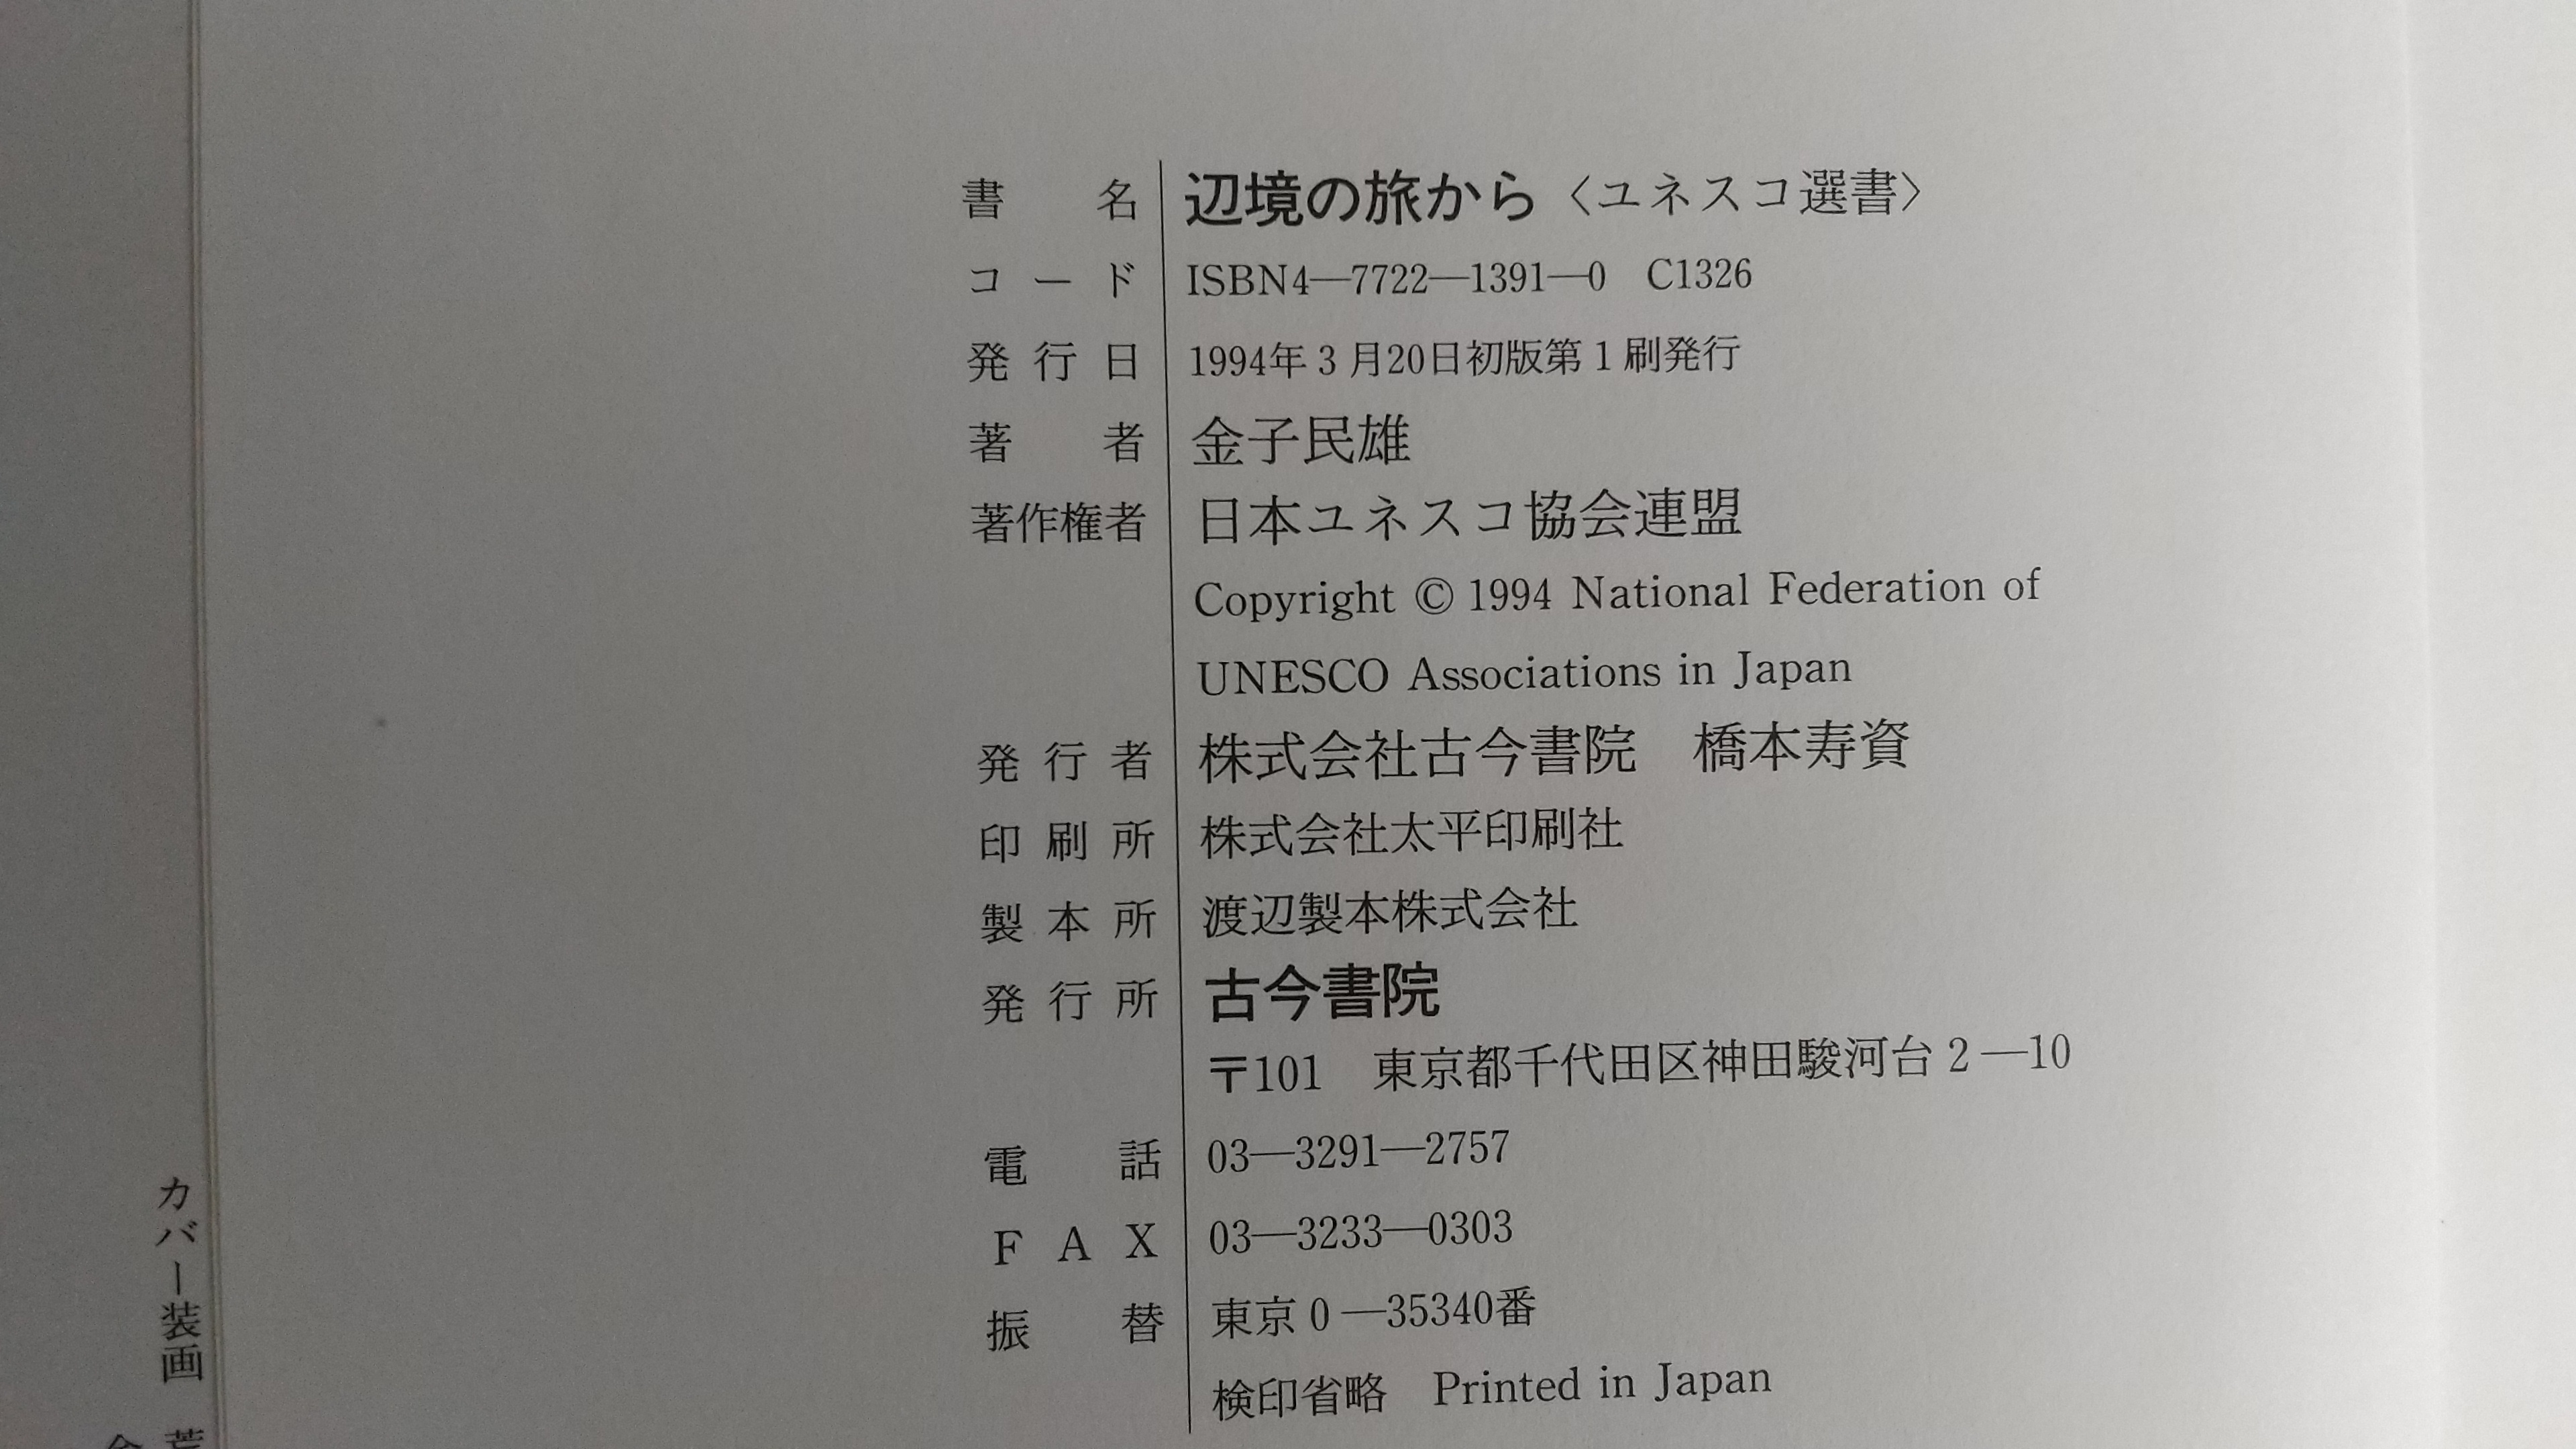 書名 辺境の旅から〈ユネスコ選書〉
コード ISBN4―7722―1391―0 C1326
発行日 1994年3月20日初版第1刷発行
著者 金子民雄
著作権者 日本ユネスコ協会連盟
Copyright © 1994 National Federation of
UNESCO Associations in Japan
発行者 株式会社古今書院 橋本寿資
印刷所 株式会社太平印刷社
製本所 渡辺製本株式会社
発行所 古今書院
〒101 東京都千代田区神田駿河台2―10
電話 03―3291―2757
FAX 03―3233―0303
振替 東京0―35340番
検印省略 Printed in Japan
カバー装画